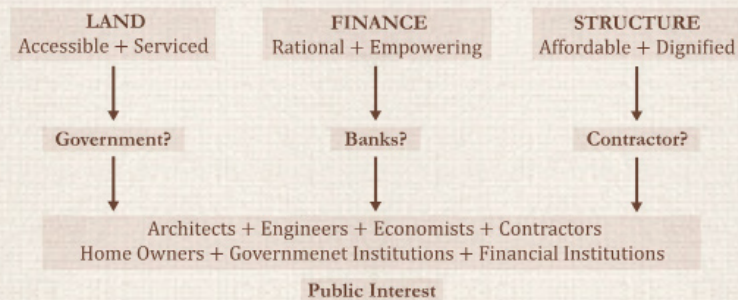 LAND
Accessible + Serviced
FINANCE
Rational + Empowering
STRUCTURE
Affordable + Dignified
Government?
Banks?
Contractor?
Architects + Engineers + Economists + Contractors
Home Owners + Governmenet Institutions + Financial Institutions
Public Interest